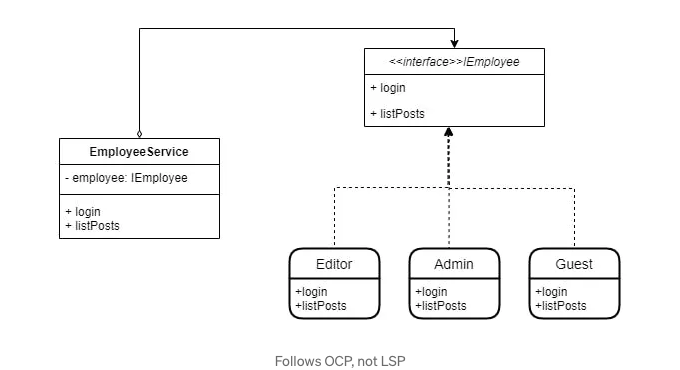 <<interface>>IEmployee
+ login
+ listPosts
EmployeeService
- employee: IEmployee
+ login
+ listPosts
Editor
+login
+listPosts
Admin
+login
+listPosts
Guest
+login
+listPosts
Follows OCP, not LSP